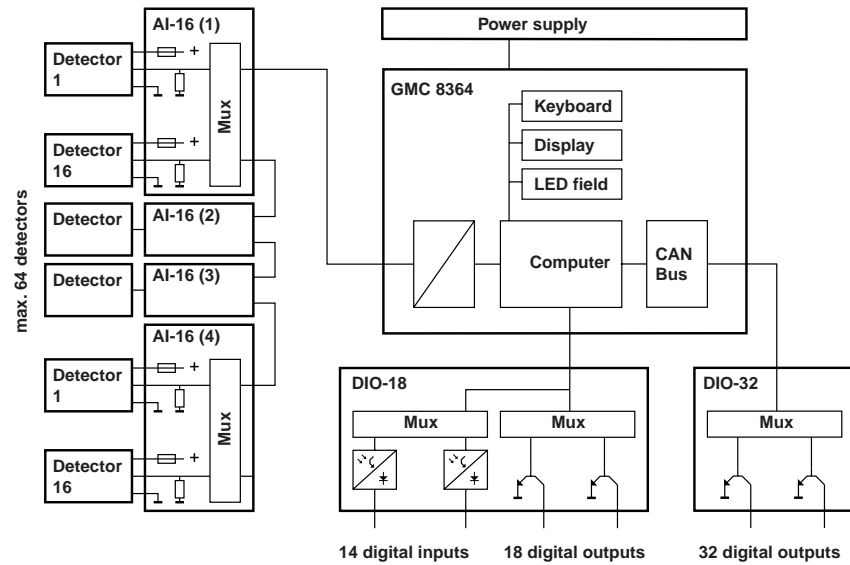 AI-16 (1)
Detector
1
+
Mux
Detector
16
+
Detector
AI-16 (2)
Detector
AI-16 (3)
AI-16 (4)
Detector
1
+
Mux
Detector
16
+
max. 64 detectors
Power supply
GMC 8364
Keyboard
Display
LED field
Computer
CAN
Bus
DIO-18
Mux
Mux
14 digital inputs
18 digital outputs
DIO-32
Mux
32 digital outputs